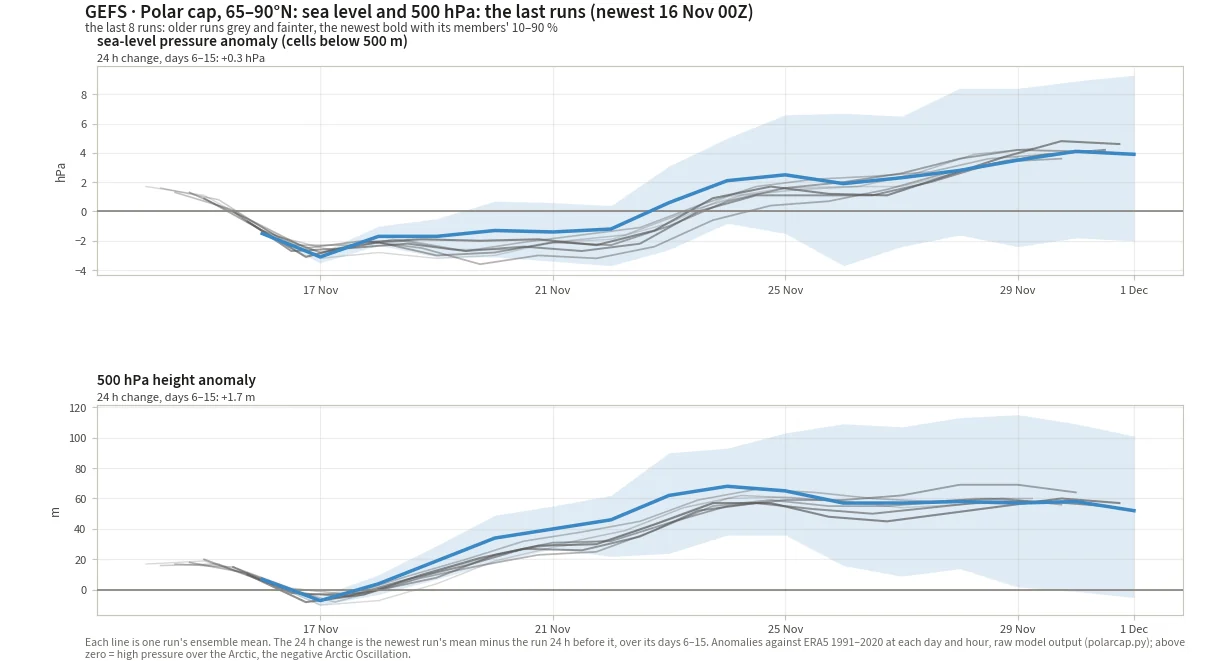 GEFS · Polar cap, 65–90°N: sea level and 500 hPa: the last runs (newest 16 Nov 00Z)
the last 8 runs: older runs grey and fainter, the newest bold with its members' 10–90 %
sea-level pressure anomaly (cells below 500 m)
24 h change, days 6–15: +0.3 hPa
8
6
4
2
0
−2
−4
hPa
17 Nov
21 Nov
25 Nov
29 Nov
1 Dec
500 hPa height anomaly
24 h change, days 6–15: +1.7 m
120
100
80
60
40
20
0
m
17 Nov
21 Nov
25 Nov
29 Nov
1 Dec
Each line is one run's ensemble mean. The 24 h change is the newest run's mean minus the run 24 h before it, over its days 6–15. Anomalies against ERA5 1991–2020 at each day and hour, raw model output (polarcap.py); above
zero = high pressure over the Arctic, the negative Arctic Oscillation.